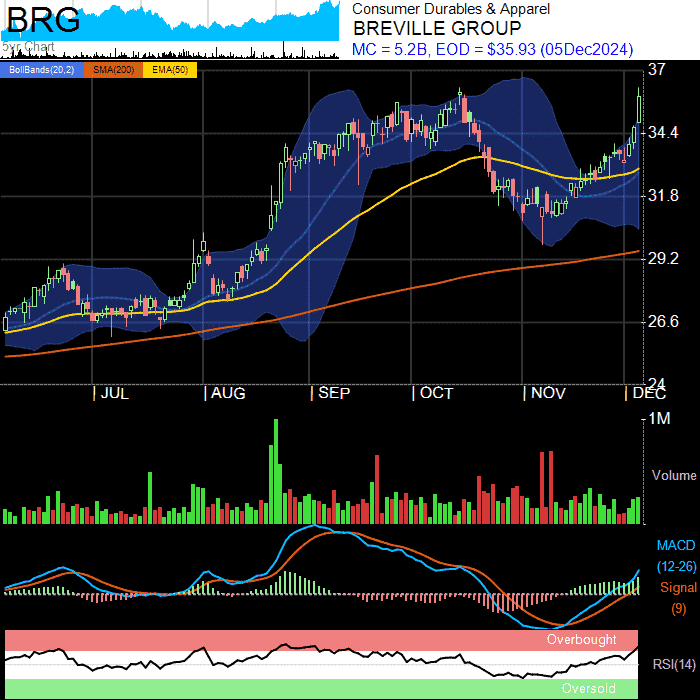 BRG
5yr Chart
Consumer Durables & Apparel
BREVILLE GROUP
MC = 5.2B, EOD = $35.93 (05Dec2024)
BollBands(20,2) SMA(200) EMA(50)
37
34.4
31.8
29.2
26.6
24
JUL AUG SEP OCT NOV DEC
1M
Volume
MACD
(12-26)
Signal
(9)
Overbought
RSI(14)
Oversold